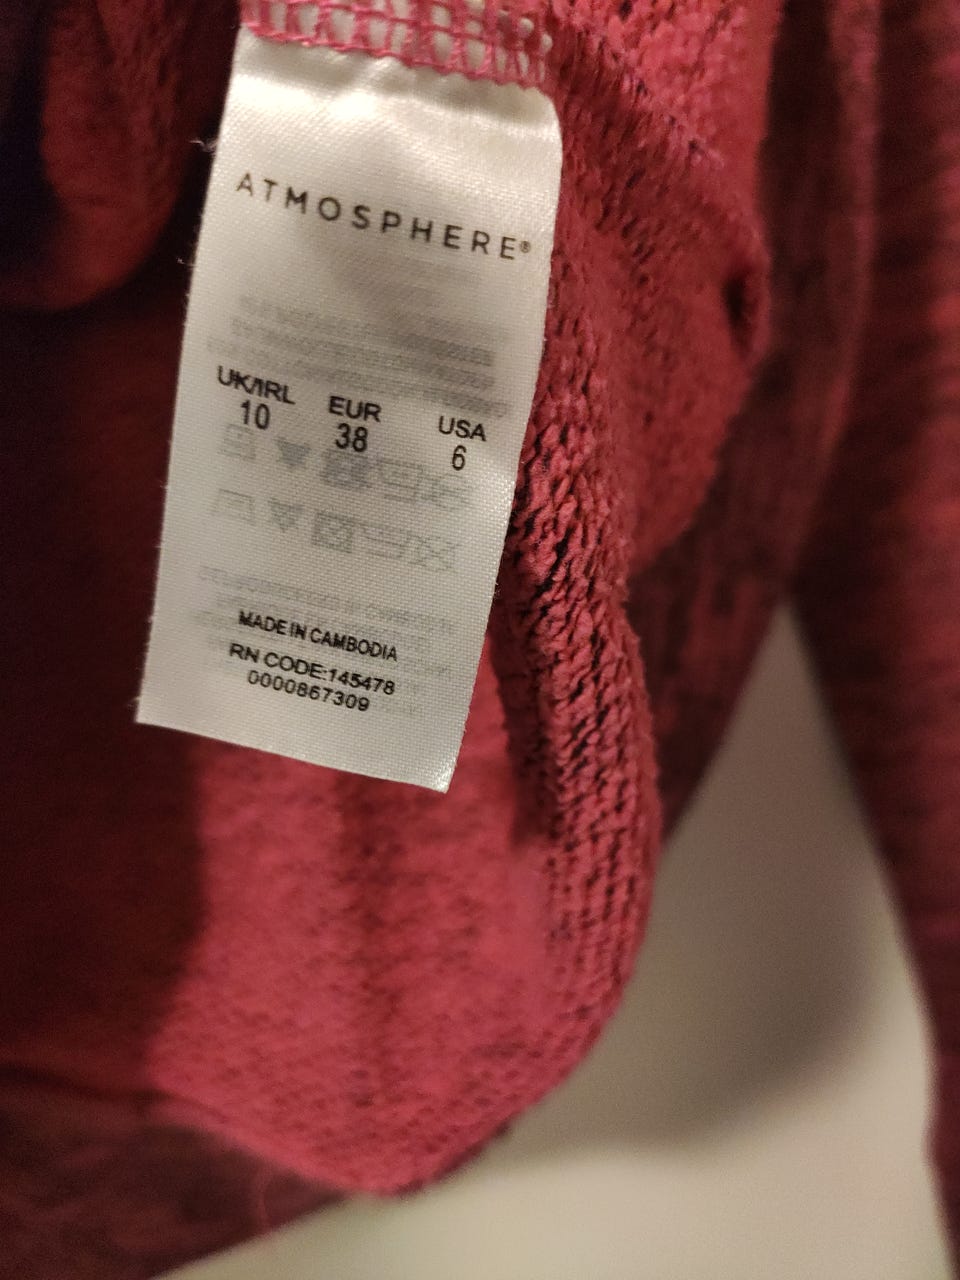 ATMOSPHERE®
UK/IRL EUR USA
10 38 6
MADE IN CAMBODIA
RN CODE:145478
0000867309